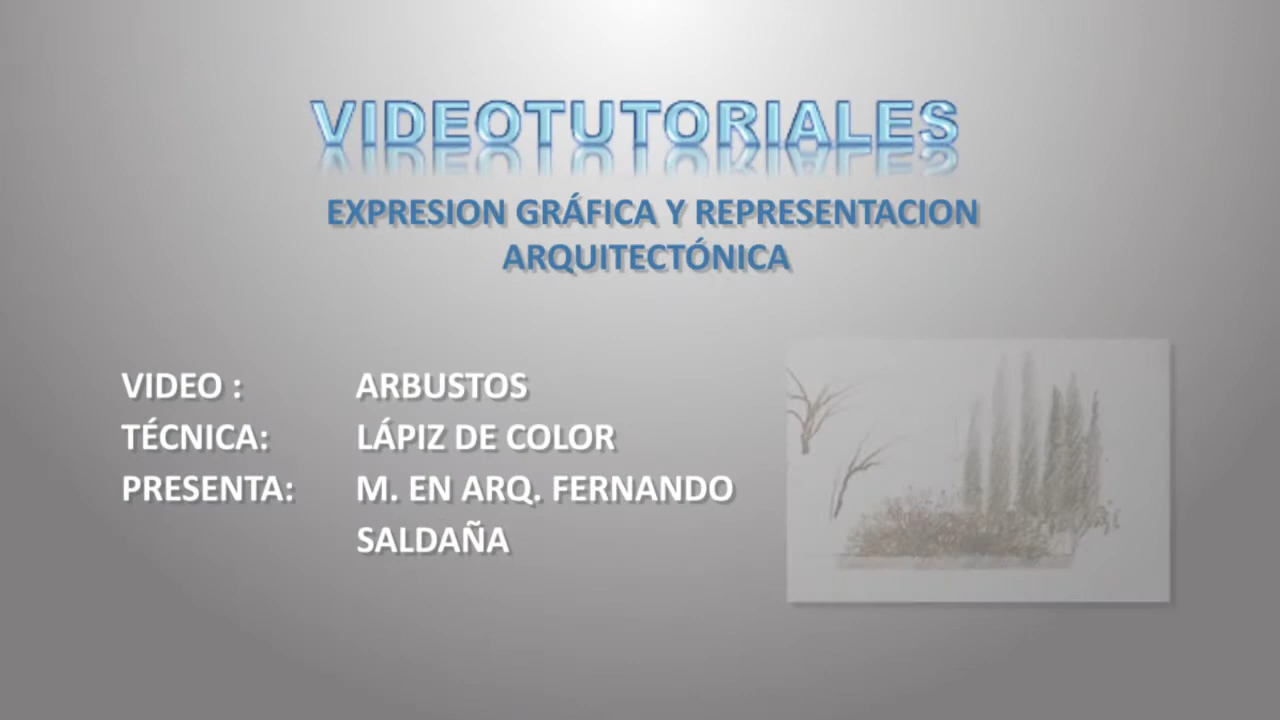 VIDEOTUTORIALES
EXPRESION GRÁFICA Y REPRESENTACION
ARQUITECTÓNICA
VIDEO : ARBUSTOS
TÉCNICA: LÁPIZ DE COLOR
PRESENTA: M. EN ARQ. FERNANDO
SALDAÑA